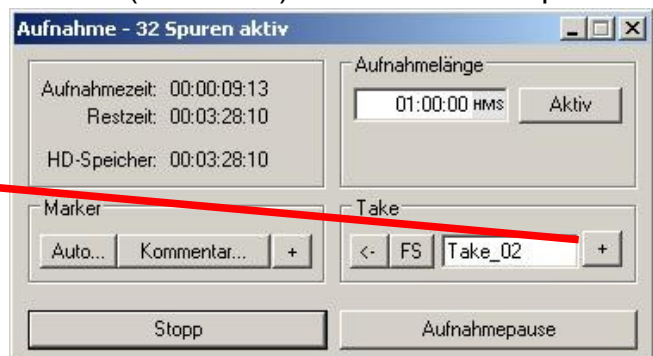 Aufnahme - 32 Spuren aktiv
Aufnahmezeit: 00:00:09:13
Restzeit: 00:03:28:10
HD-Speicher: 00:03:28:10
Aufnahmelänge
01:00:00 HMS Aktiv
Marker
Auto... Kommentar... +
Take
<- FS Take_02 +
Stopp Aufnahmepause